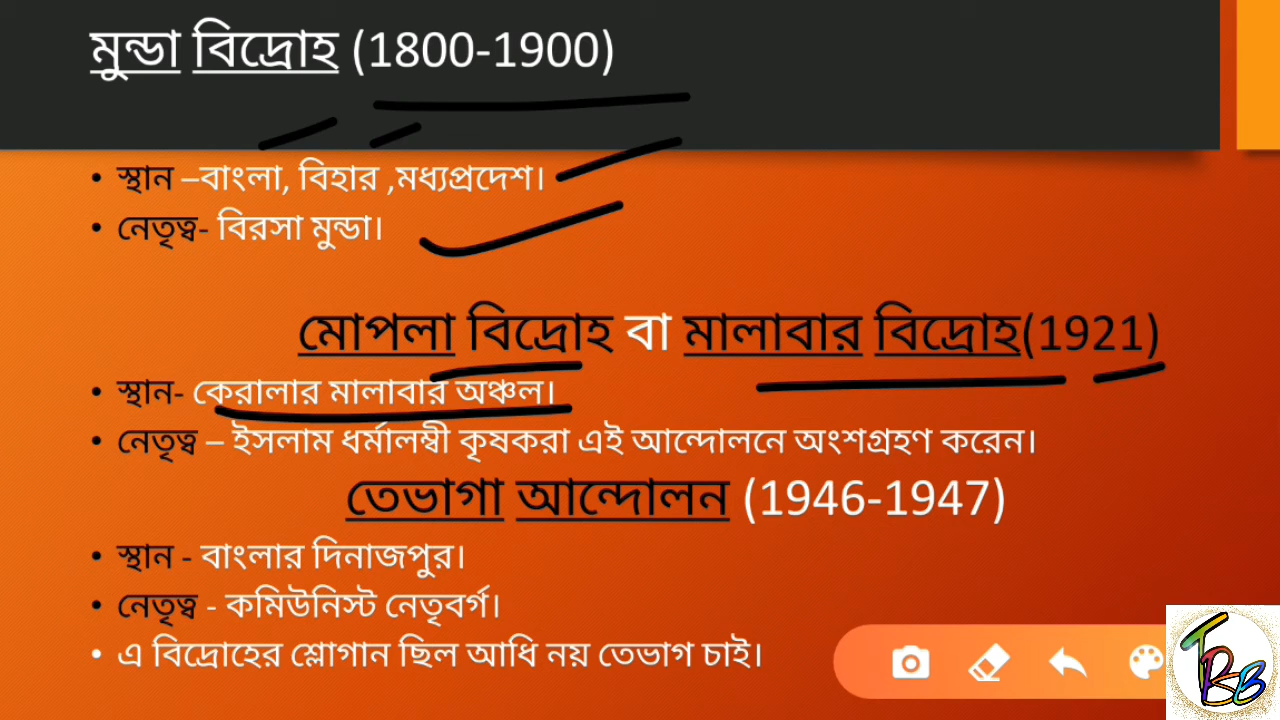 মুন্ডা বিদ্রোহ (1800-1900)
• স্থান –বাংলা, বিহার ,মধ্যপ্রদেশ।
• নেতৃত্ব- বিরসা মুন্ডা।
মোপলা বিদ্রোহ বা মালাবার বিদ্রোহ(1921)
• স্থান- কেরালার মালাবার অঞ্চল।
• নেতৃত্ব – ইসলাম ধর্মালম্বী কৃষকরা এই আন্দোলনে অংশগ্রহণ করেন।
তেভাগা আন্দোলন (1946-1947)
• স্থান - বাংলার দিনাজপুর।
• নেতৃত্ব - কমিউনিস্ট নেতৃবর্গ।
• এ বিদ্রোহের শ্লোগান ছিল আধি নয় তেভাগ চাই।
TBB